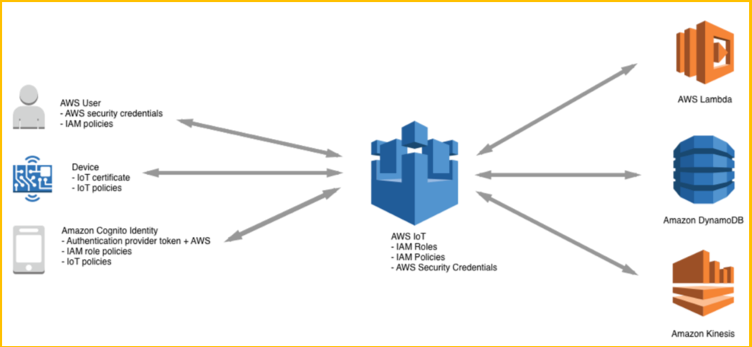 AWS User
- AWS security credentials
- IAM policies
Device
- IoT certificate
- IoT policies
Amazon Cognito Identity
- Authentication provider token + AWS
- IAM role policies
- IoT policies
AWS IoT
- IAM Roles
- IAM Policies
- AWS Security Credentials
AWS Lambda
Amazon DynamoDB
Amazon Kinesis